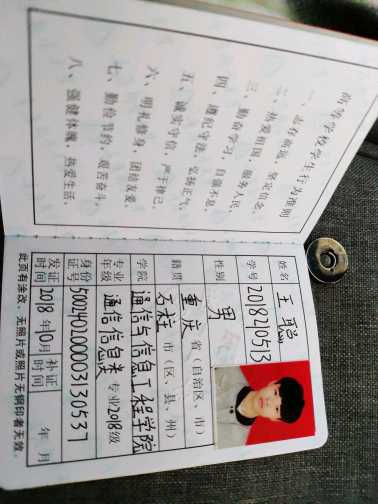 高等学校学生行为准则
一、志存高远，坚定信念。
二、热爱祖国，服务人民。
三、勤奋学习，自强不息。
四、遵纪守法，弘扬正气。
五、诚实守信，严于律己。
六、明礼修身，团结友爱。
七、勤俭节约，艰苦奋斗。
八、强健体魄，热爱生活。
姓名 王聪
学号 2018210513
性别 男
籍贯 重庆 省（自治区、市）
石柱 市（区、县、州）
学院 通信与信息工程学院
专业年级 通信信息类 专业2018级
身份证号 500240200003130537
发证时间 2018年10月 补证时间 年 月
此页有涂改、无照片或照片无钢印者无效。